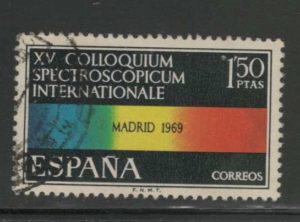 XV COLLOQUIUM
SPECTROSCOPICUM
INTERNATIONALE
1'50
PTAS
MADRID 1969
ESPAÑA
CORREOS
F.N.M.T.